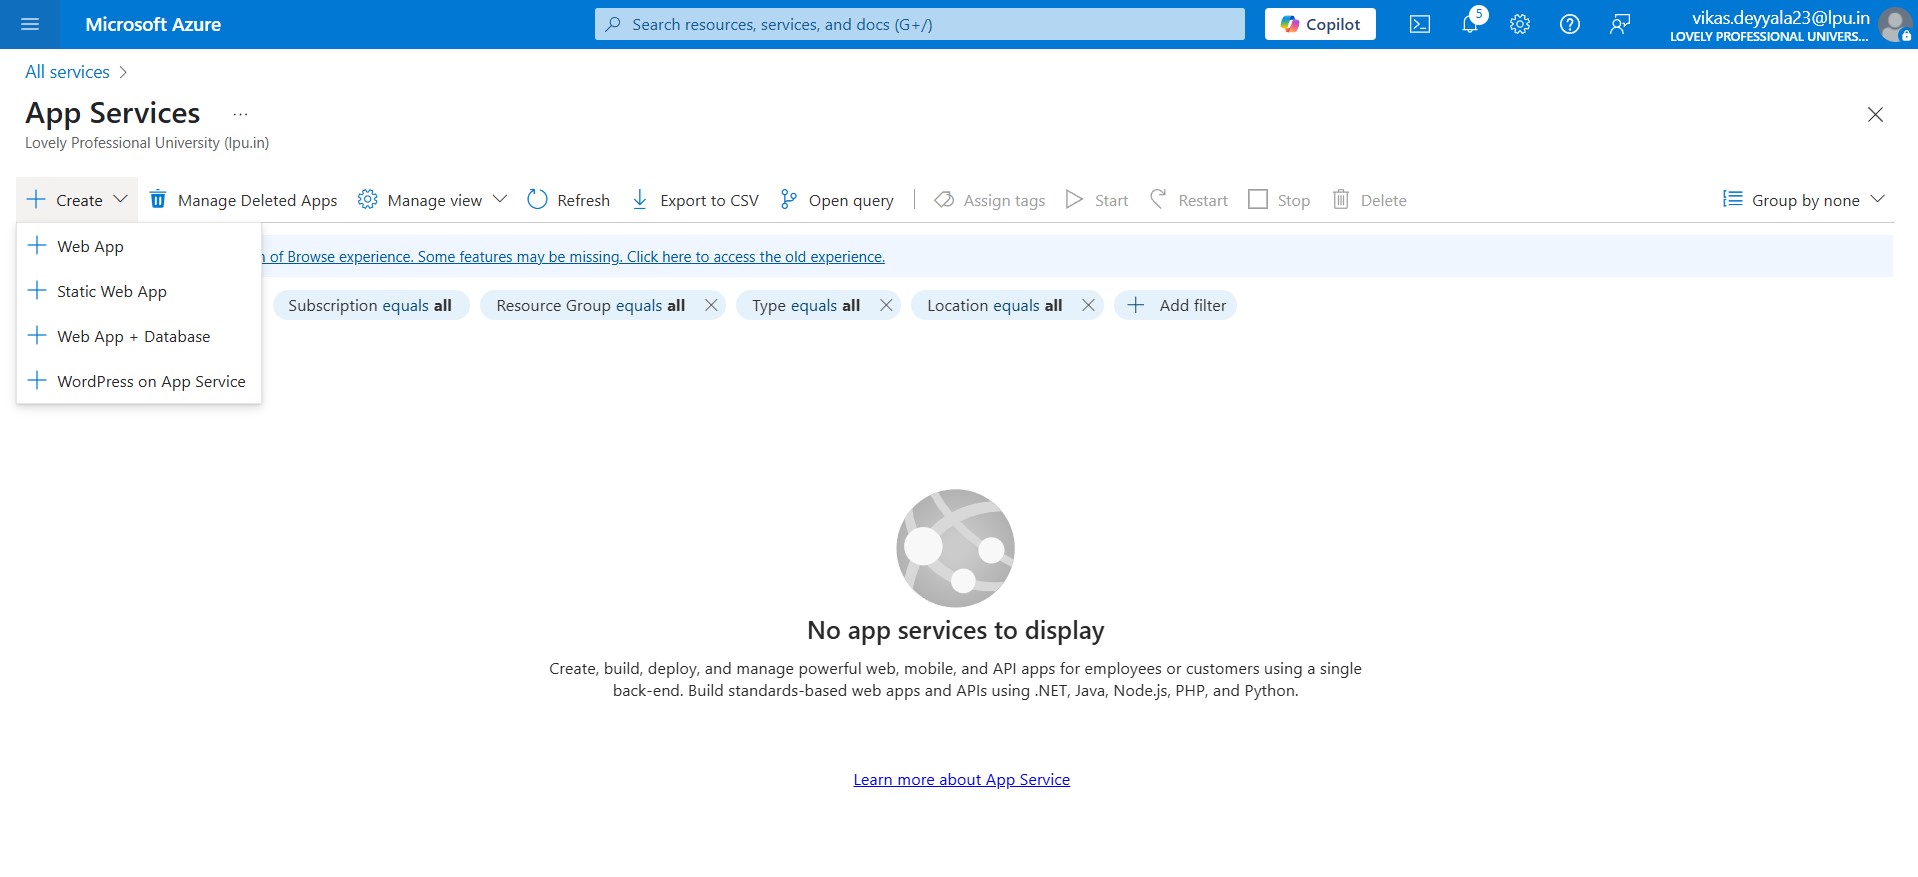 Microsoft Azure
Search resources, services, and docs (G+/)
Copilot
5
vikas.deyyala23@lpu.in
LOVELY PROFESSIONAL UNIVERS...
All services
App Services ...
Lovely Professional University (lpu.in)
Create
Manage Deleted Apps
Manage view
Refresh
Export to CSV
Open query
Assign tags
Start
Restart
Stop
Delete
Group by none
Web App
Static Web App
Web App + Database
WordPress on App Service
of Browse experience. Some features may be missing. Click here to access the old experience.
Subscription equals all
Resource Group equals all
Type equals all
Location equals all
Add filter
No app services to display
Create, build, deploy, and manage powerful web, mobile, and API apps for employees or customers using a single
back-end. Build standards-based web apps and APIs using .NET, Java, Node.js, PHP, and Python.
Learn more about App Service